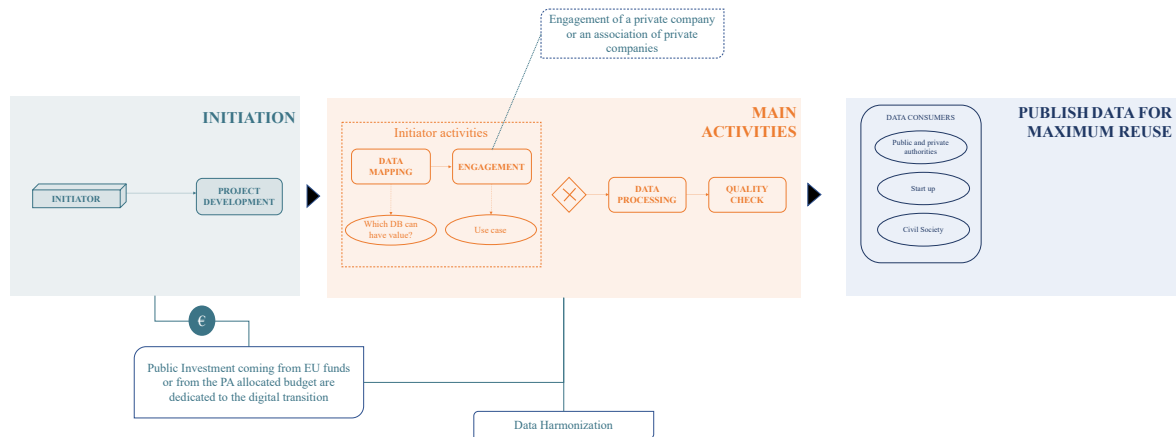 Engagement of a private company
or an association of private
companies
INITIATION
INITIATOR
PROJECT
DEVELOPMENT
MAIN
ACTIVITIES
Initiator activities
DATA
MAPPING
ENGAGEMENT
Which DB can
have value?
Use case
DATA
PROCESSING
QUALITY
CHECK
PUBLISH DATA FOR
MAXIMUM REUSE
DATA CONSUMERS
Public and private
authorities
Start up
Civil Society
€
Public Investment coming from EU funds
or from the PA allocated budget are
dedicated to the digital transition
Data Harmonization